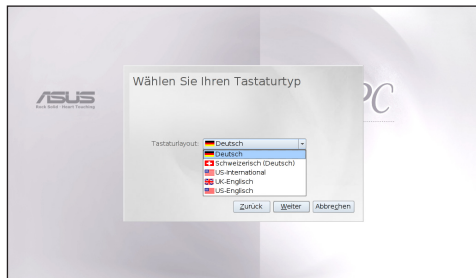 Wählen Sie Ihren Tastaturtyp
ASUS
Rock Solid · Heart Touching
PC
Tastaturlayout: Deutsch
Deutsch
Schweizerisch (Deutsch)
US-International
UK-Englisch
US-Englisch
Zurück Weiter Abbrechen